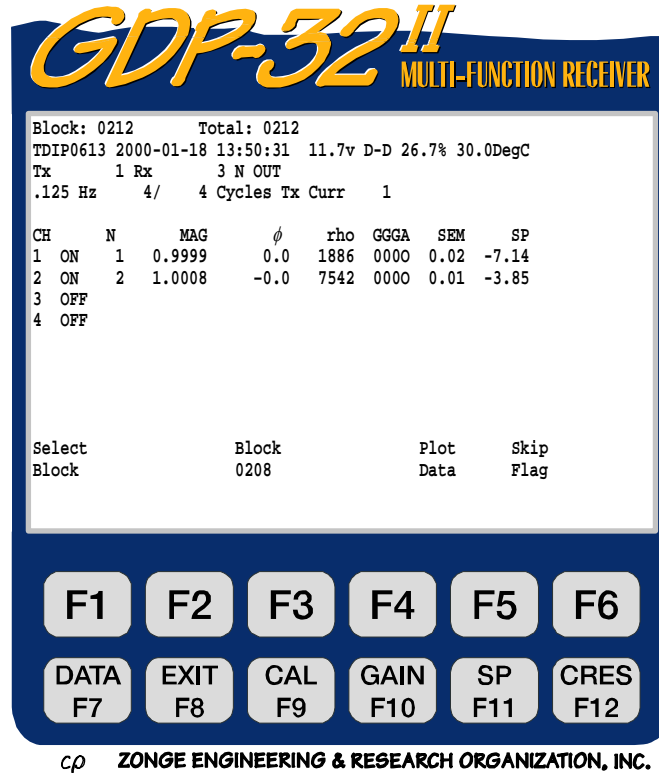 GDP-32 II
MULTI-FUNCTION RECEIVER
Block: 0212 Total: 0212
TDIP0613 2000-01-18 13:50:31 11.7v D-D 26.7% 30.0DegC
Tx 1 Rx 3 N OUT
.125 Hz 4/ 4 Cycles Tx Curr 1
CH N MAG ϕ rho GGGA SEM SP
1 ON 1 0.9999 0.0 1886 000O 0.02 -7.14
2 ON 2 1.0008 -0.0 7542 000O 0.01 -3.85
3 OFF
4 OFF
Select Block Plot Skip
Block 0208 Data Flag
F1 F2 F3 F4 F5 F6
DATA EXIT CAL GAIN SP CRES
F7 F8 F9 F10 F11 F12
cρ ZONGE ENGINEERING & RESEARCH ORGANIZATION, INC.